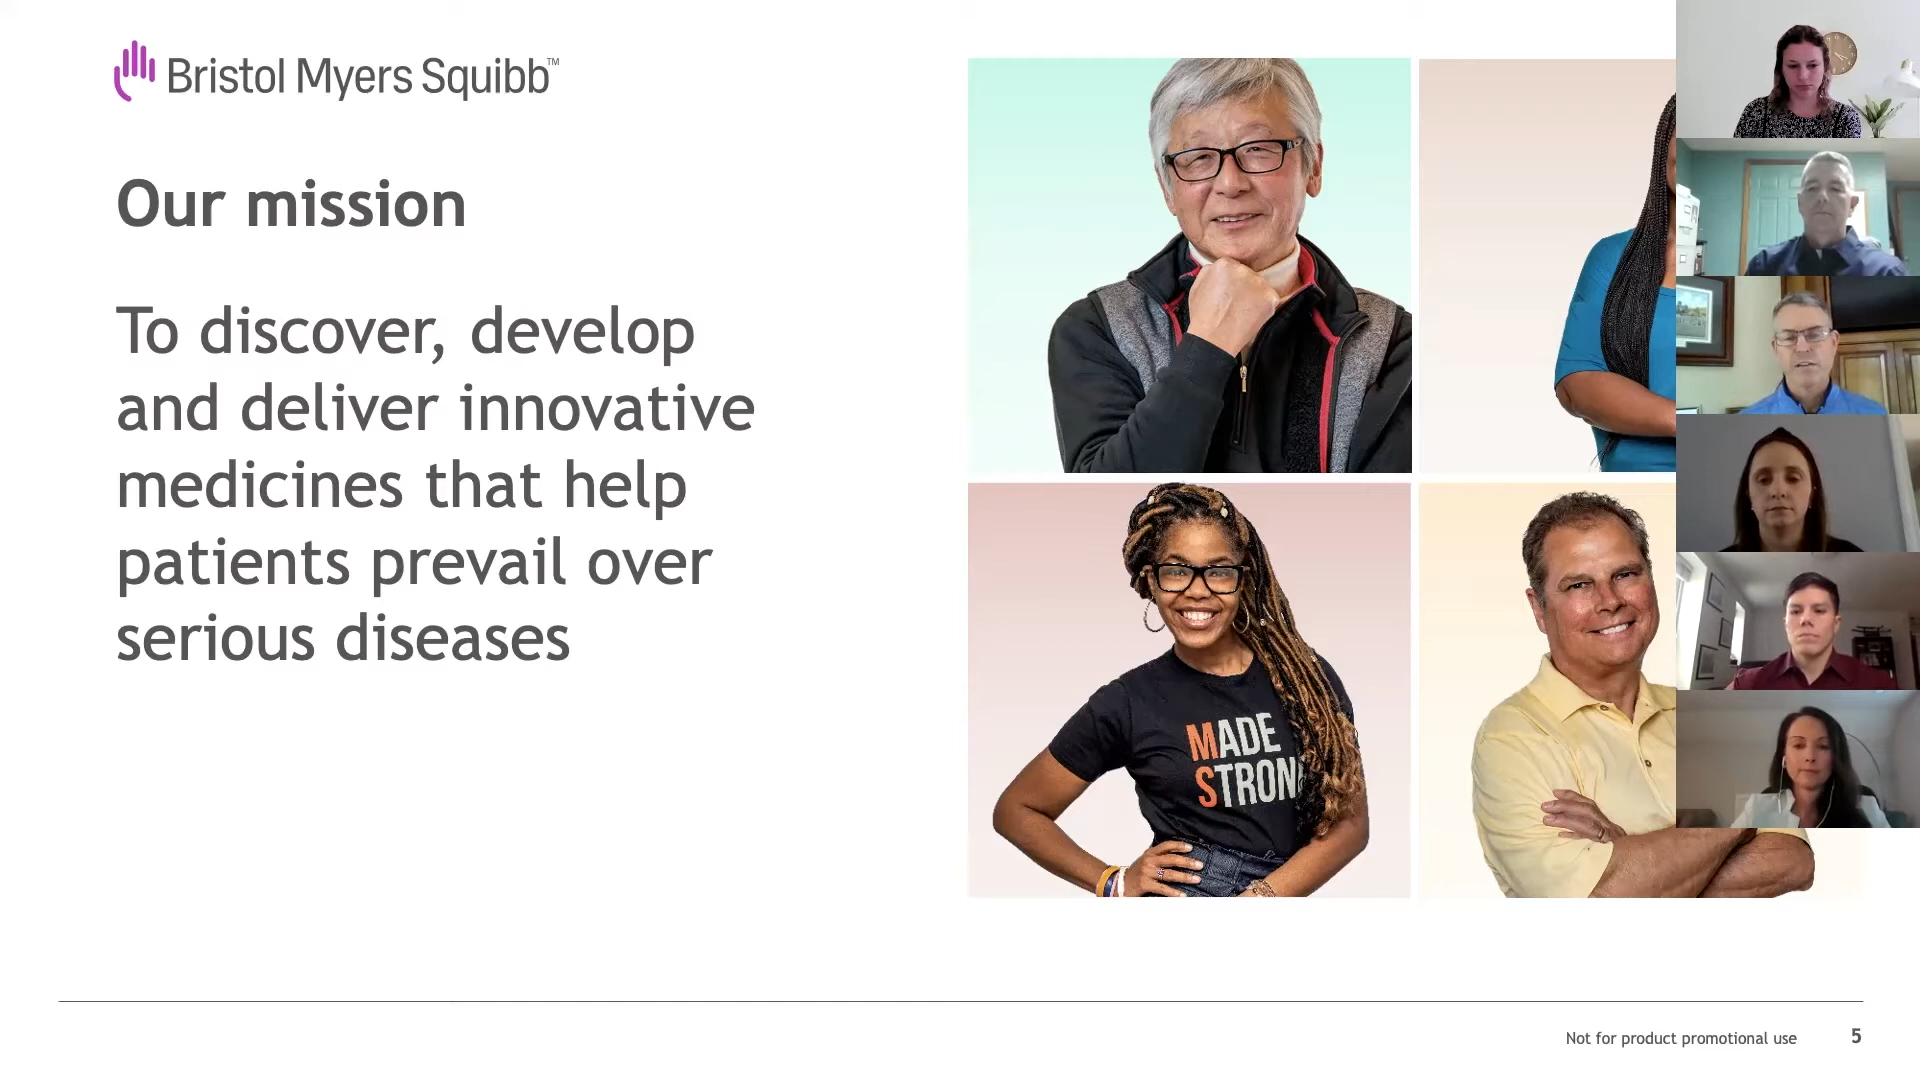 Bristol Myers Squibb™
Our mission
To discover, develop
and deliver innovative
medicines that help
patients prevail over
serious diseases
MADE
STRON
Not for product promotional use
5